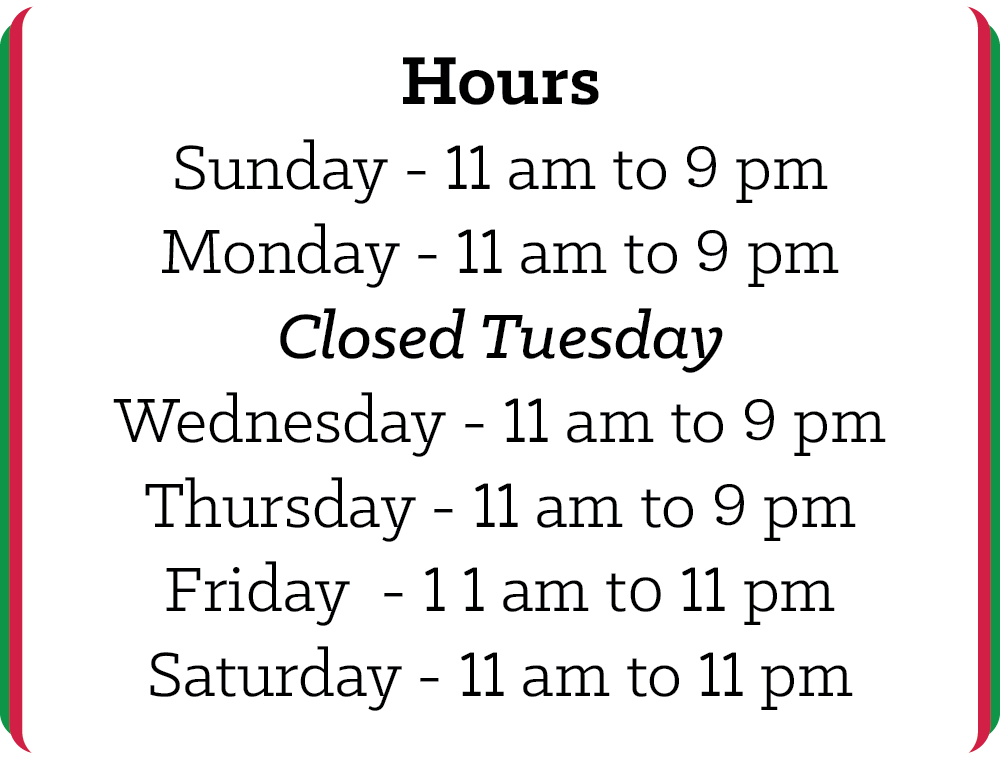 Hours
Sunday - 11 am to 9 pm
Monday - 11 am to 9 pm
Closed Tuesday
Wednesday - 11 am to 9 pm
Thursday - 11 am to 9 pm
Friday  - 1 1 am to 11 pm
Saturday - 11 am to 11 pm